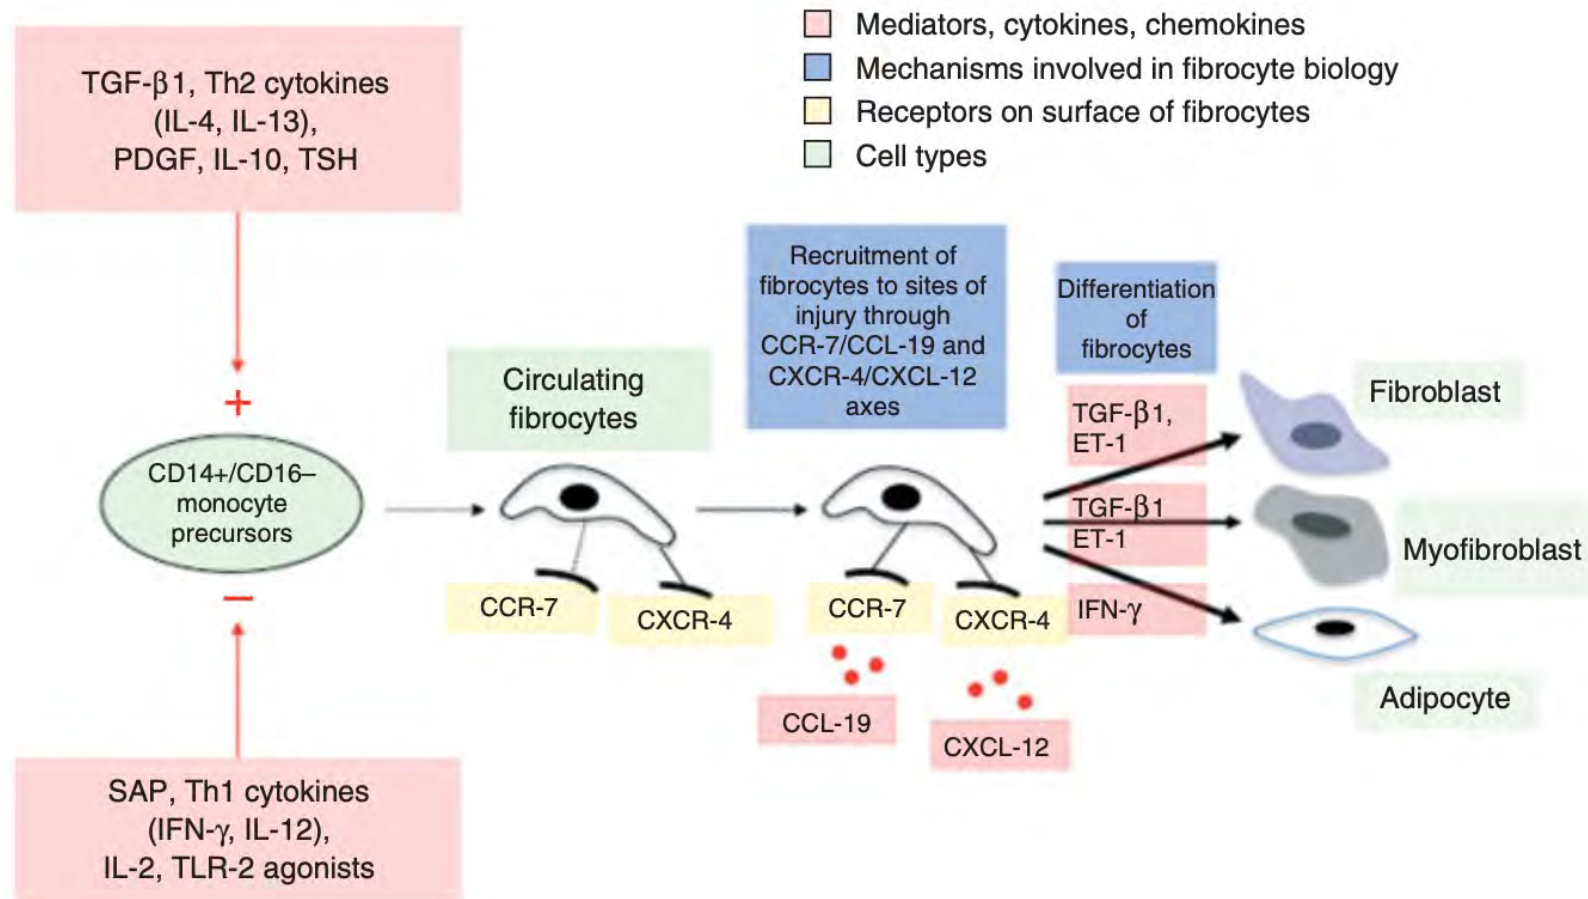 Mediators, cytokines, chemokines
Mechanisms involved in fibrocyte biology
Receptors on surface of fibrocytes
Cell types
TGF-β1, Th2 cytokines
(IL-4, IL-13),
PDGF, IL-10, TSH
+
CD14+/CD16–
monocyte
precursors
–
SAP, Th1 cytokines
(IFN-γ, IL-12),
IL-2, TLR-2 agonists
Circulating
fibrocytes
CCR-7
CXCR-4
Recruitment of
fibrocytes to sites of
injury through
CCR-7/CCL-19 and
CXCR-4/CXCL-12
axes
CCR-7
CXCR-4
CCL-19
CXCL-12
Differentiation
of
fibrocytes
TGF-β1,
ET-1
TGF-β1
ET-1
IFN-γ
Fibroblast
Myofibroblast
Adipocyte